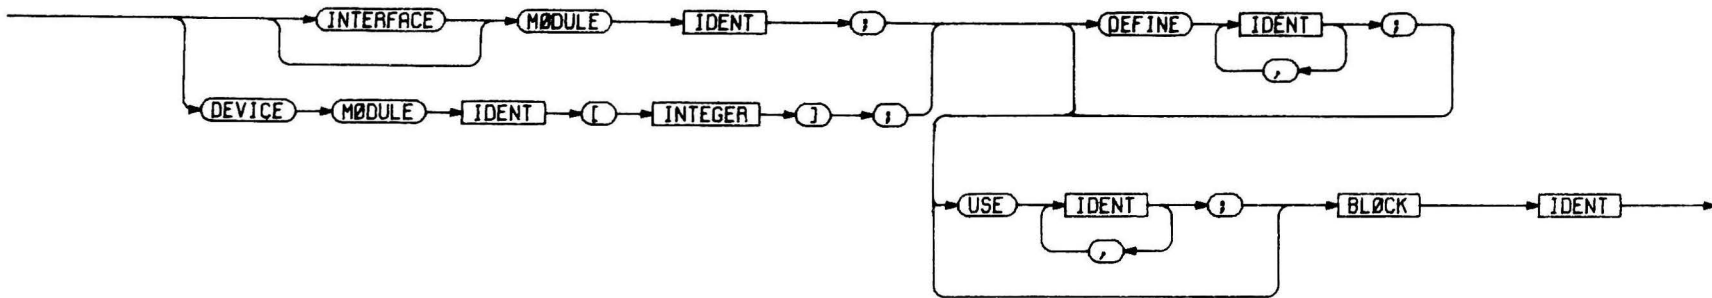 INTERFACE MØDULE IDENT ;
DEFINE IDENT ;
,
DEVICE MØDULE IDENT [ INTEGER ] ;
USE IDENT ; BLØCK IDENT
,